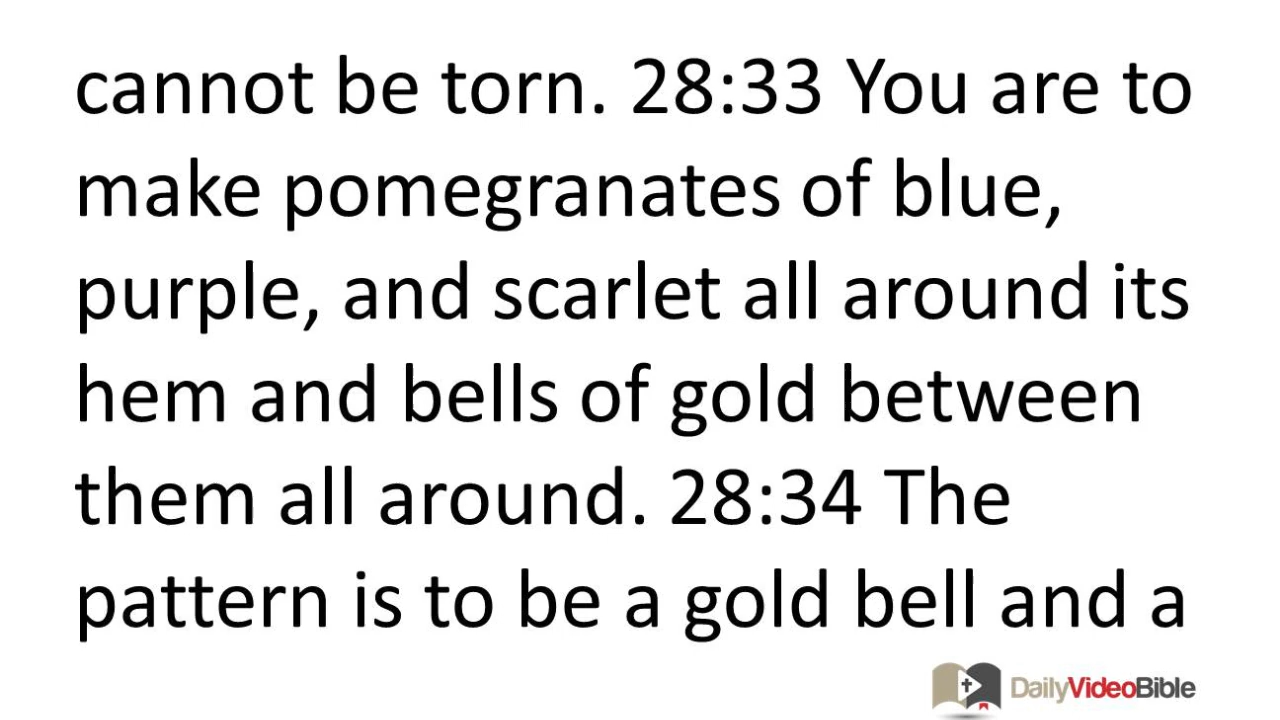 cannot be torn. 28:33 You are to
make pomegranates of blue,
purple, and scarlet all around its
hem and bells of gold between
them all around. 28:34 The
pattern is to be a gold bell and a
DailyVideoBible